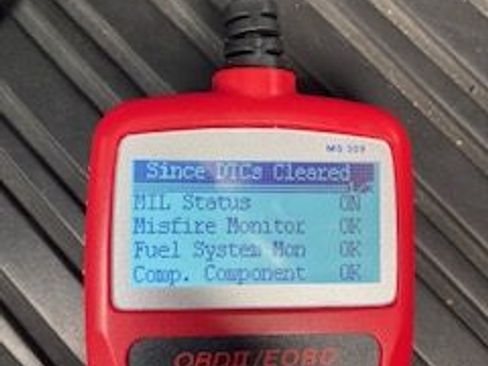 MS 309
Since DTCs Cleared
MIL Status ON
Misfire Monitor OK
Fuel System Mon OK
Comp. Component OK
OBDII/EOBD